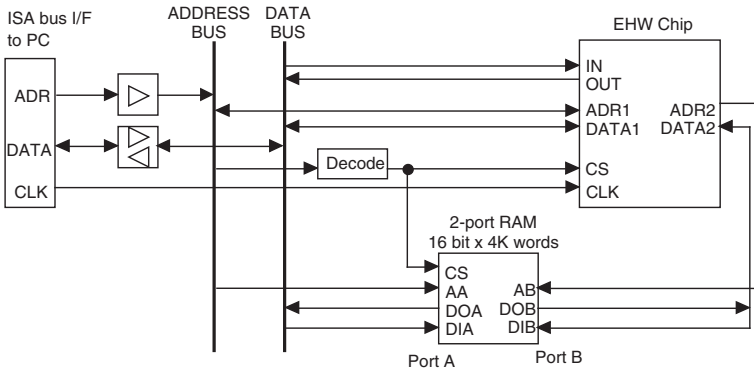 ISA bus I/F
to PC
ADDRESS
BUS
DATA
BUS
EHW Chip
ADR
DATA
CLK
IN
OUT
ADR1
DATA1
CS
CLK
ADR2
DATA2
Decode
2-port RAM
16 bit x 4K words
CS
AA
DOA
DIA
AB
DOB
DIB
Port A
Port B